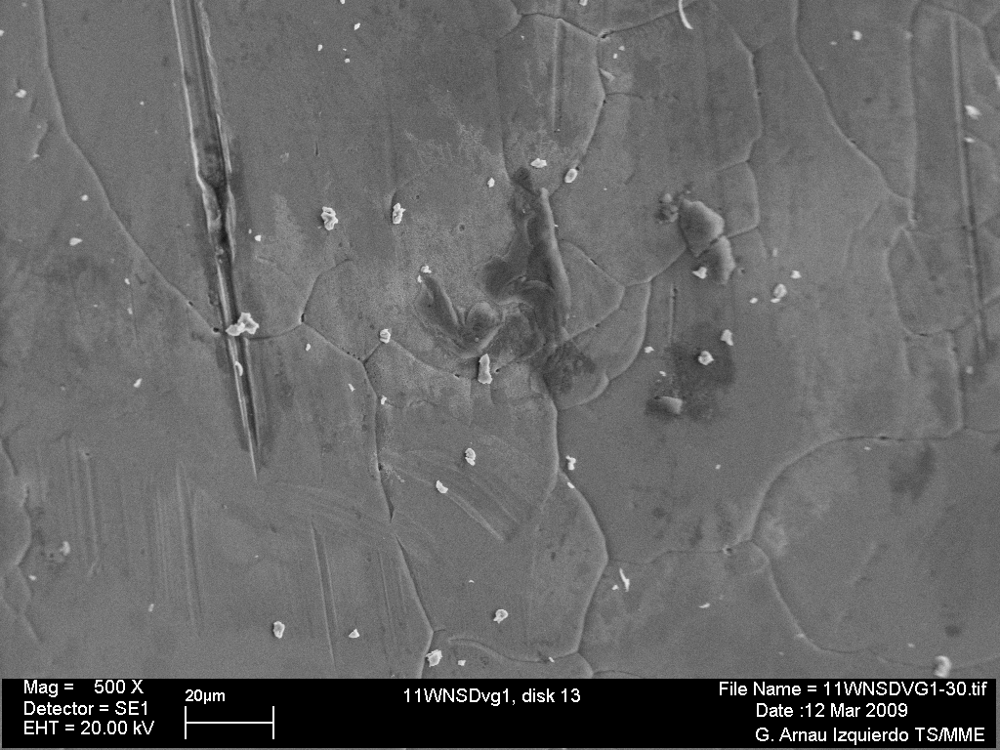 Mag = 500 X
Detector = SE1
EHT = 20.00 kV
20µm
11WNSDvg1, disk 13
File Name = 11WNSDVG1-30.tif
Date :12 Mar 2009
G. Arnau Izquierdo TS/MME